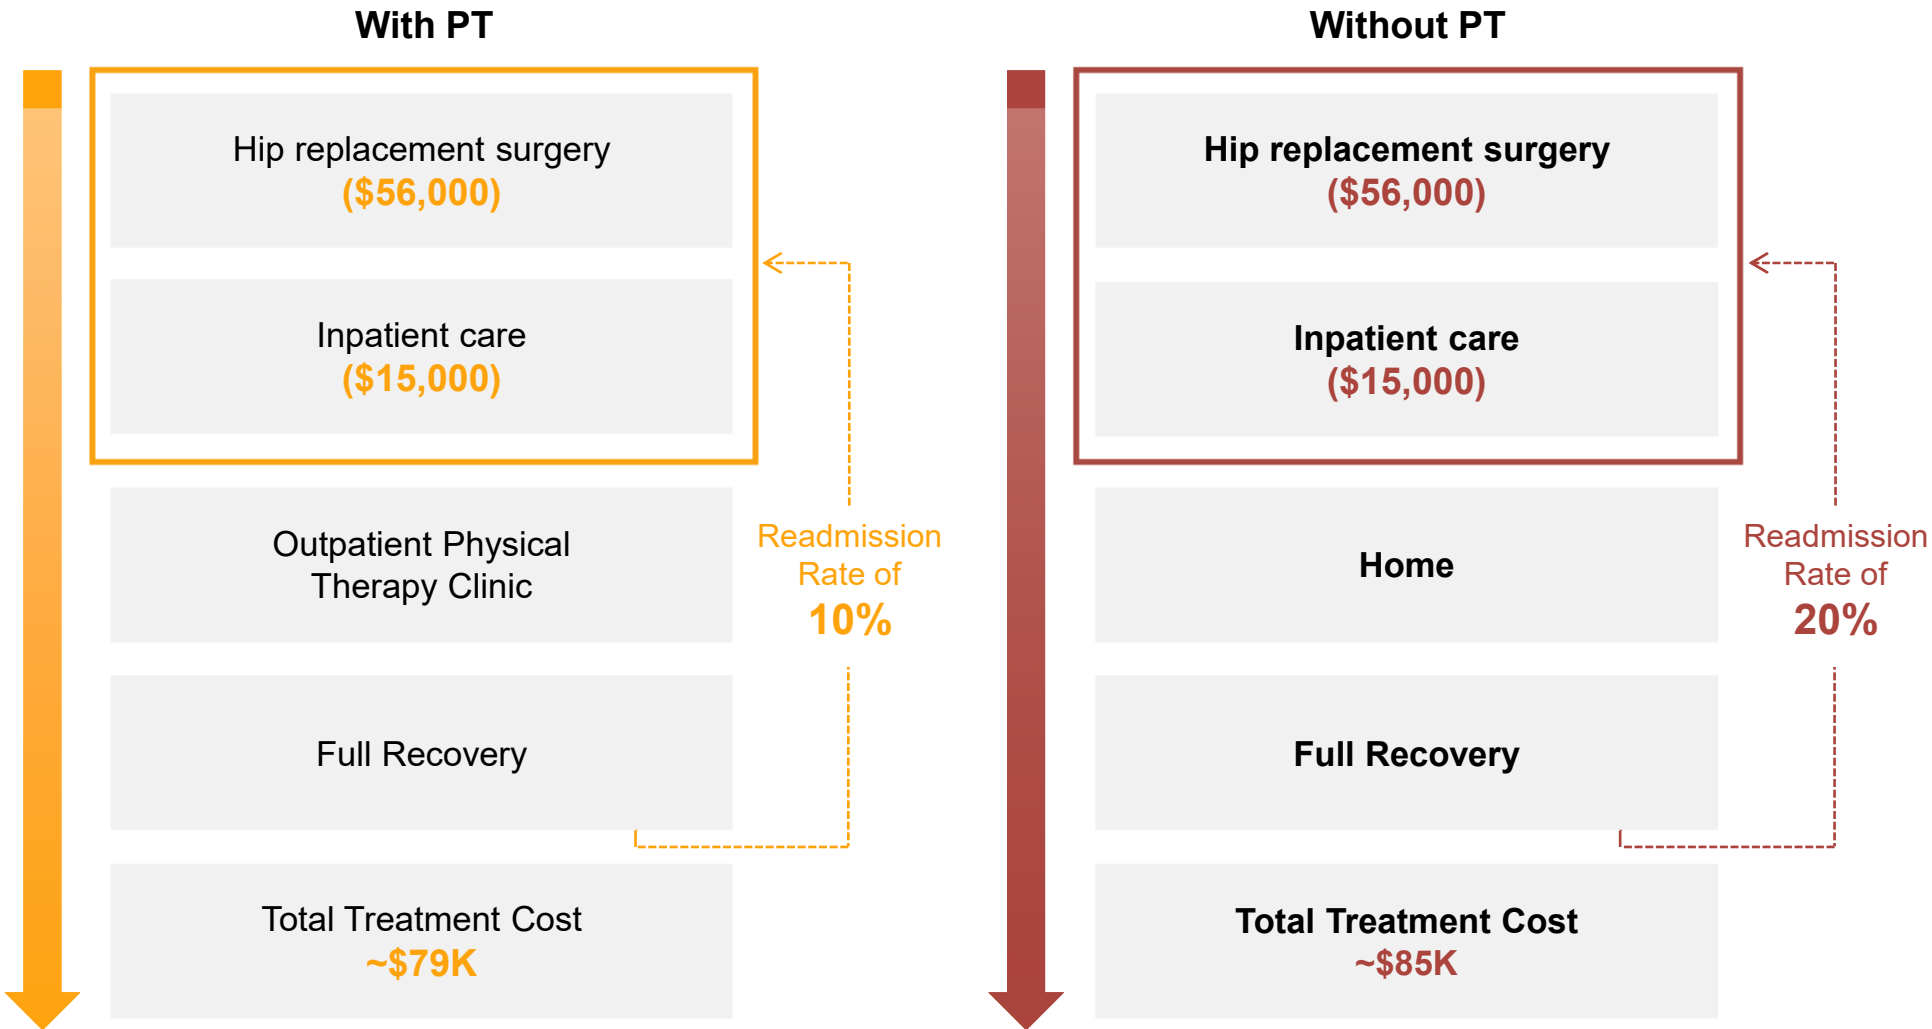 With PT
Hip replacement surgery
($56,000)
Inpatient care
($15,000)
Outpatient Physical
Therapy Clinic
Full Recovery
Total Treatment Cost
~$79K
Readmission
Rate of
10%
Without PT
Hip replacement surgery
($56,000)
Inpatient care
($15,000)
Home
Full Recovery
Total Treatment Cost
~$85K
Readmission
Rate of
20%